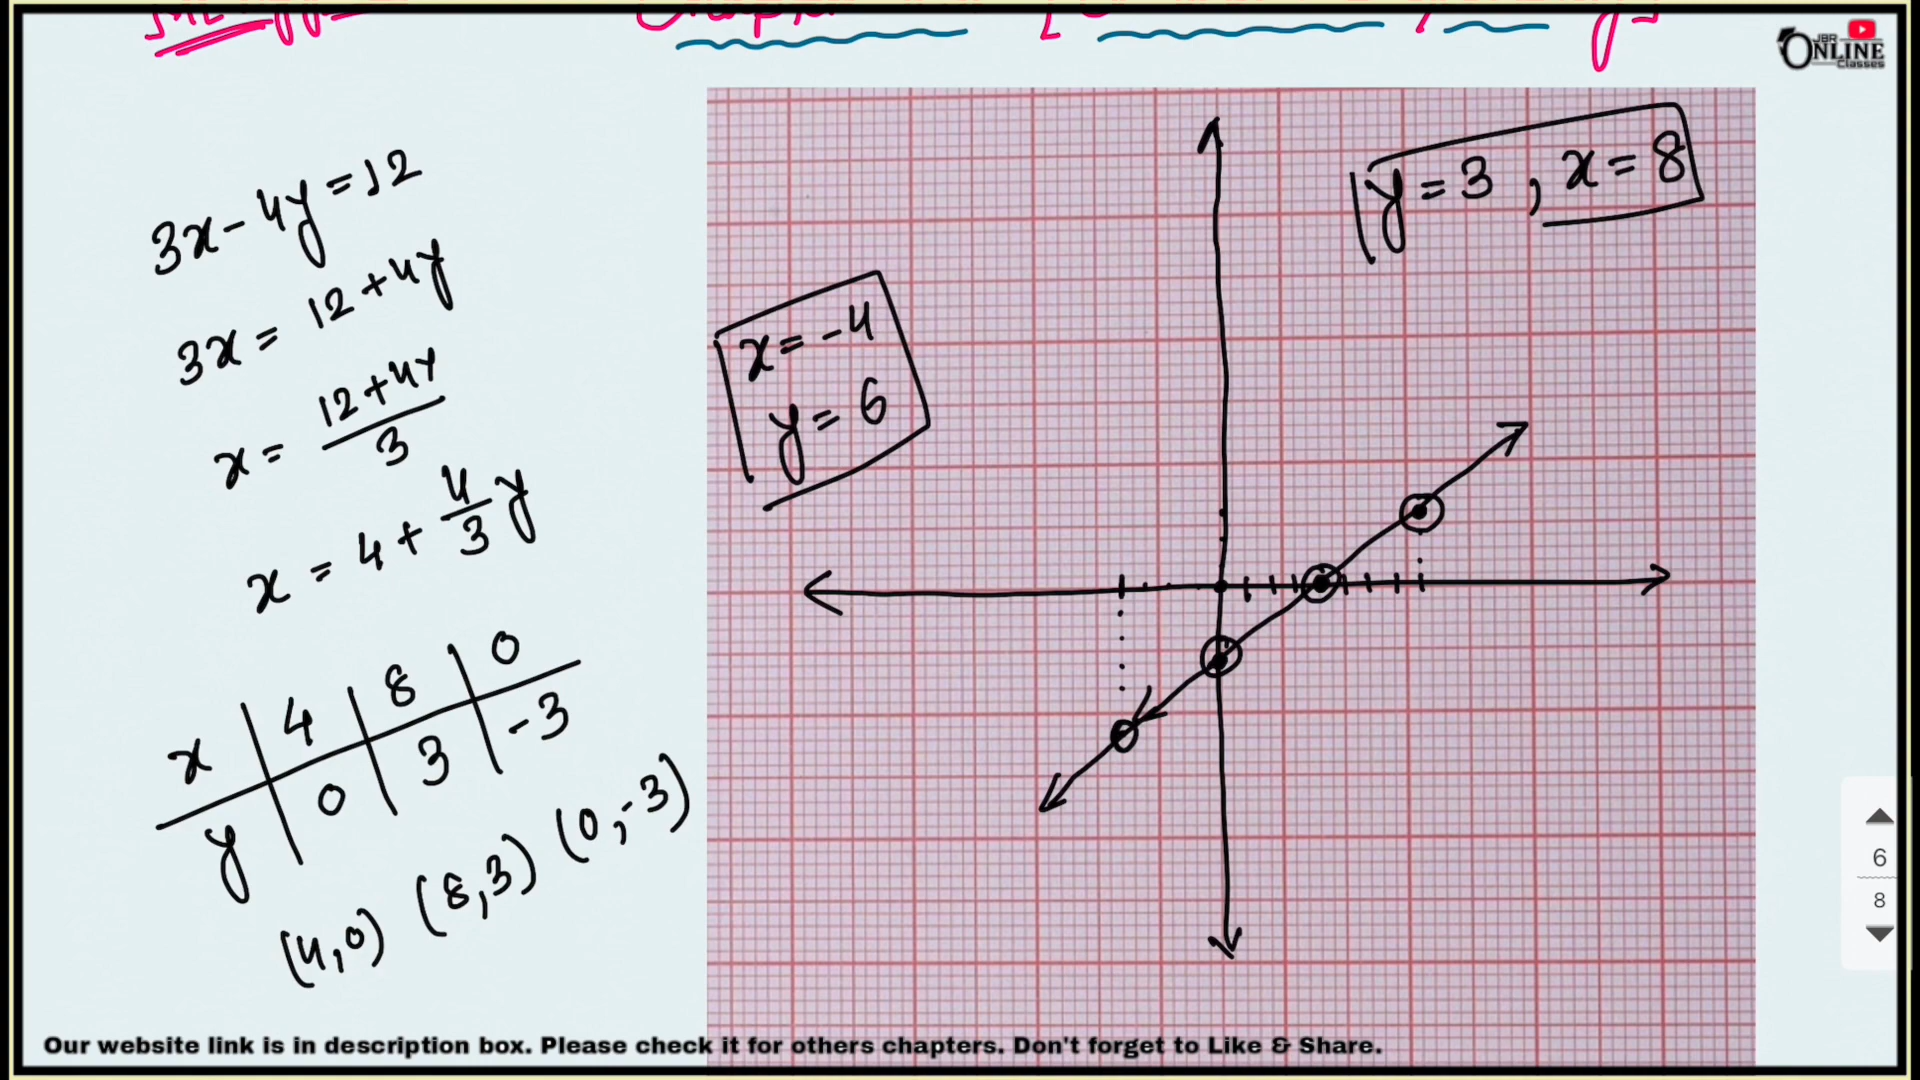 JBR
ONLINE
Classes
3x - 4y = 12
3x = 12 + 4y
x = 12 + 4y / 3
x = 4 + 4/3 y
x | 4 | 8 | 0
y | 0 | 3 | -3
(4,0) (8,3) (0,-3)
x = -4
y = 6
y = 3 , x = 8
6
8
Our website link is in description box. Please check it for others chapters. Don't forget to Like & Share.